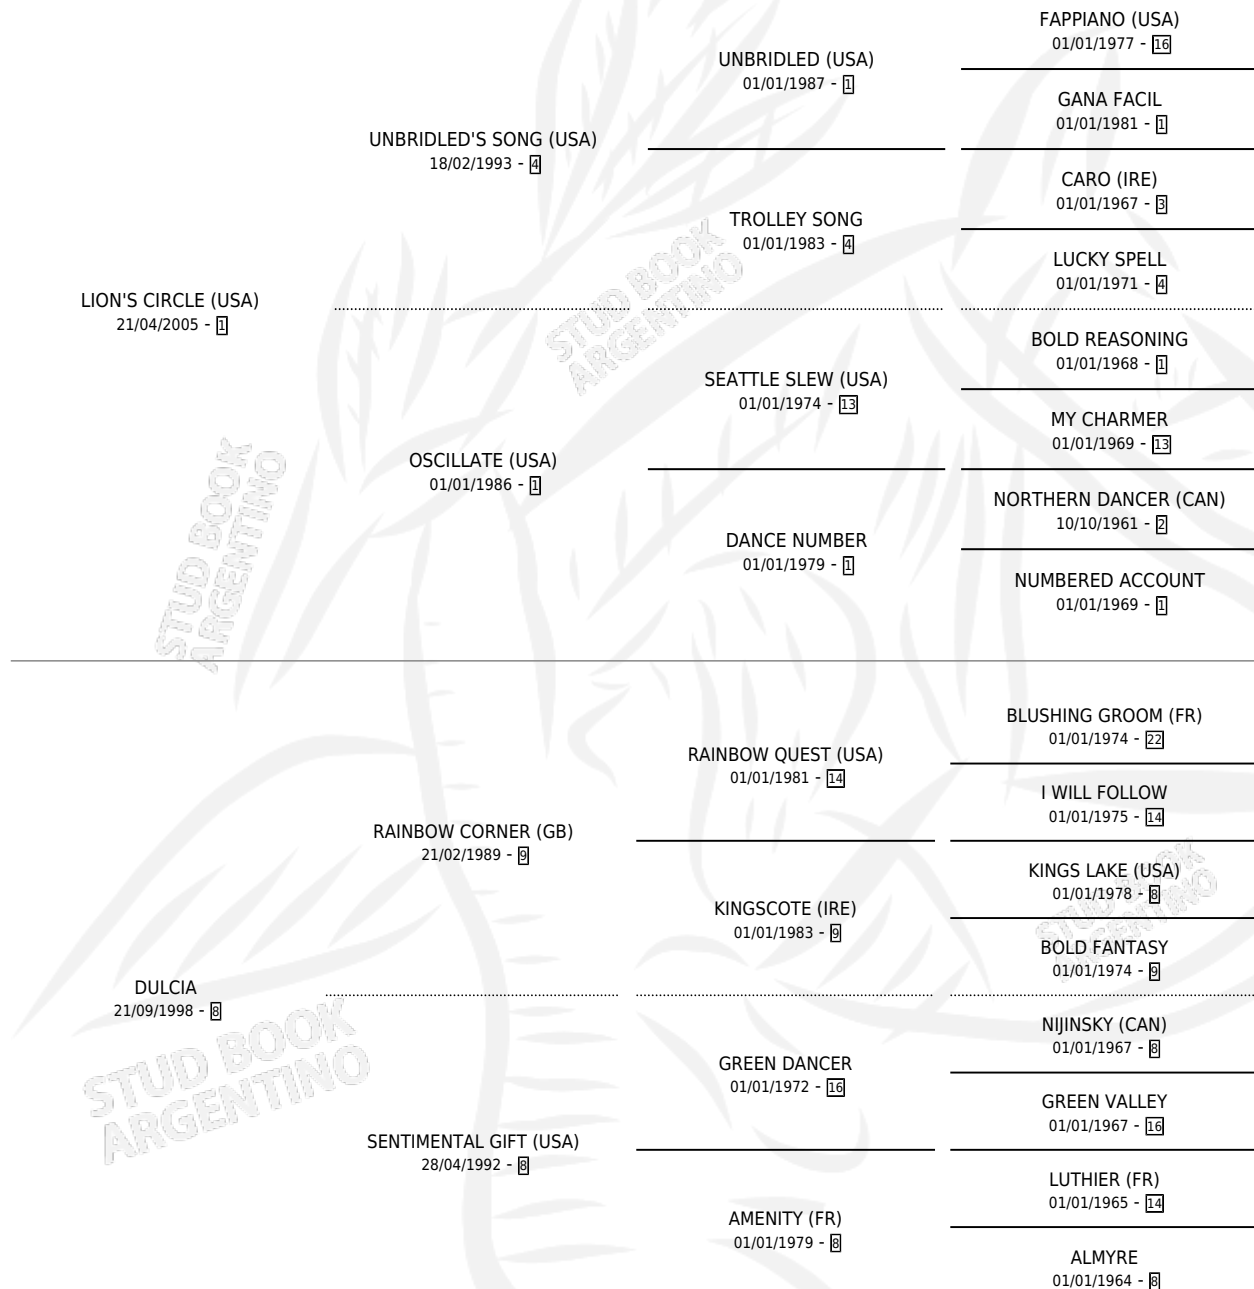 FAPPIANO (USA)
01/01/1977 - 16
UNBRIDLED (USA)
01/01/1987 - 1
GANA FACIL
01/01/1981 - 1
UNBRIDLED'S SONG (USA)
18/02/1993 - 4
CARO (IRE)
01/01/1967 - 3
TROLLEY SONG
01/01/1983 - 4
LUCKY SPELL
01/01/1971 - 4
LION'S CIRCLE (USA)
21/04/2005 - 1
BOLD REASONING
01/01/1968 - 1
SEATTLE SLEW (USA)
01/01/1974 - 13
MY CHARMER
01/01/1969 - 13
OSCILLATE (USA)
01/01/1986 - 1
NORTHERN DANCER (CAN)
10/10/1961 - 2
DANCE NUMBER
01/01/1979 - 1
NUMBERED ACCOUNT
01/01/1969 - 1
BLUSHING GROOM (FR)
01/01/1974 - 22
RAINBOW QUEST (USA)
01/01/1981 - 14
I WILL FOLLOW
01/01/1975 - 14
RAINBOW CORNER (GB)
21/02/1989 - 9
KINGS LAKE (USA)
01/01/1978 - 8
KINGSCOTE (IRE)
01/01/1983 - 9
BOLD FANTASY
01/01/1974 - 9
DULCIA
21/09/1998 - 8
NIJINSKY (CAN)
01/01/1967 - 8
GREEN DANCER
01/01/1972 - 16
GREEN VALLEY
01/01/1967 - 16
SENTIMENTAL GIFT (USA)
28/04/1992 - 8
LUTHIER (FR)
01/01/1965 - 14
AMENITY (FR)
01/01/1979 - 8
ALMYRE
01/01/1964 - 8
STUD BOOK
ARGENTINO
STUD BOOK
ARGENTINO
STUD BOOK
ARGENTINO
STUD BOOK
ARGENTINO